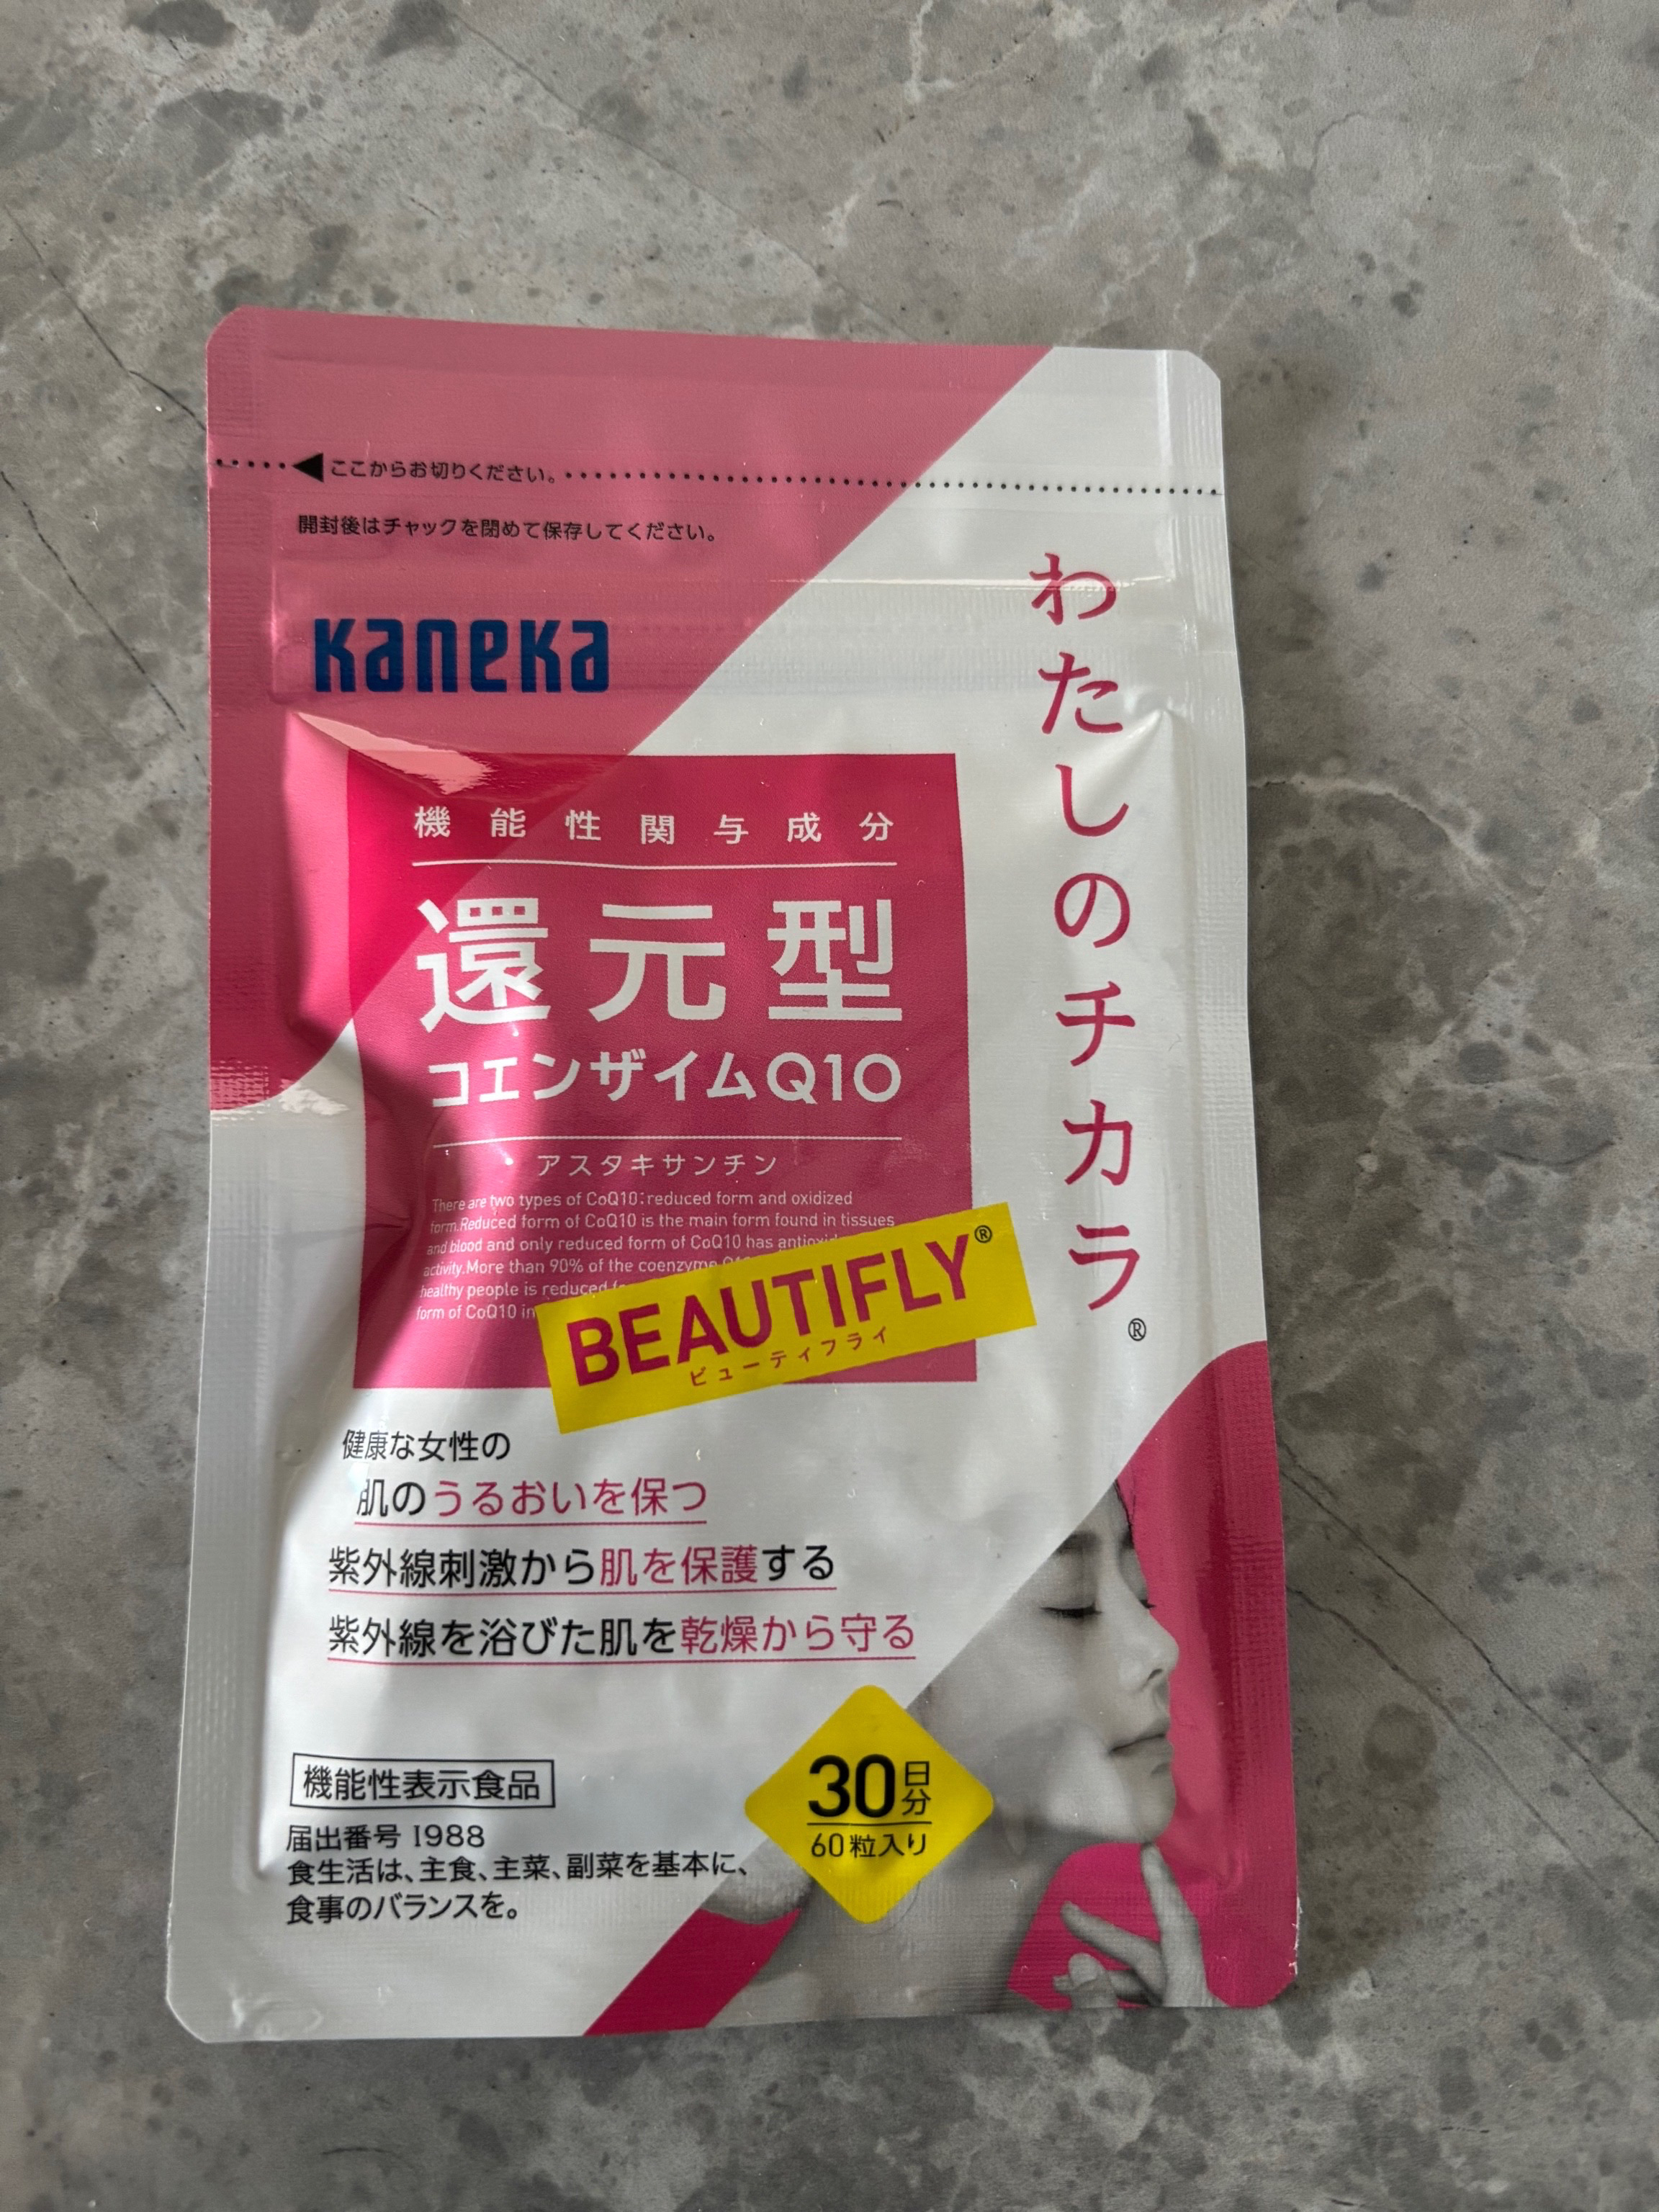 ここからお切りください。
開封後はチャックを閉めて保存してください。
kaneka
わたしのチカラ®
機能性関与成分
還元型
コエンザイムQ10
アスタキサンチン
There are two types of CoQ10:reduced form and oxidized
form.Reduced form of CoQ10 is the main form found in tissues
and blood and only reduced form of CoQ10 has
activity.More than 90% of the coenzyme
healthy people is reduced
form of CoQ10 in
BEAUTIFLY®
ビューティフライ
健康な女性の
肌のうるおいを保つ
紫外線刺激から肌を保護する
紫外線を浴びた肌を乾燥から守る
30日分
60粒入り
機能性表示食品
届出番号 I988
食生活は、主食、主菜、副菜を基本に、
食事のバランスを。